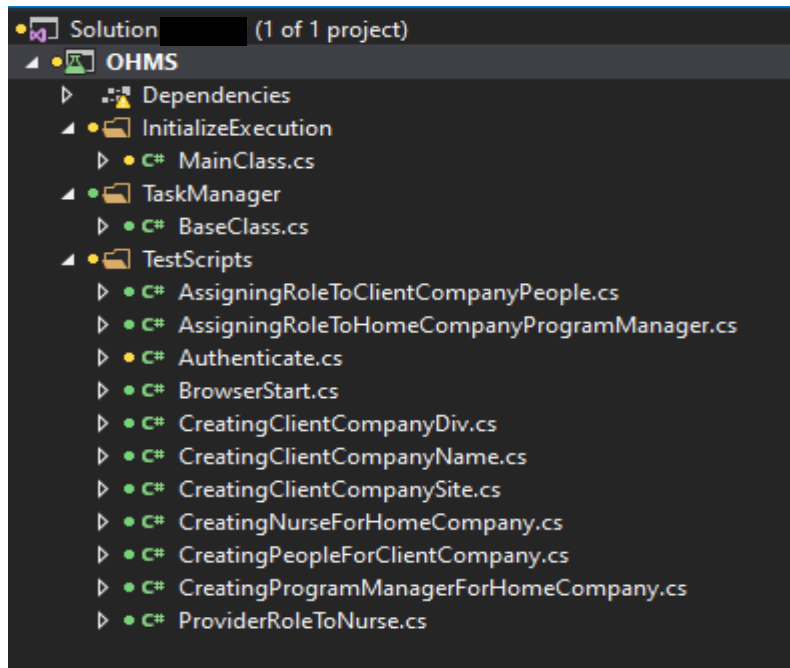 Solution (1 of 1 project)
OHMS
Dependencies
InitializeExecution
C# MainClass.cs
TaskManager
C# BaseClass.cs
TestScripts
C# AssigningRoleToClientCompanyPeople.cs
C# AssigningRoleToHomeCompanyProgramManager.cs
C# Authenticate.cs
C# BrowserStart.cs
C# CreatingClientCompanyDiv.cs
C# CreatingClientCompanyName.cs
C# CreatingClientCompanySite.cs
C# CreatingNurseForHomeCompany.cs
C# CreatingPeopleForClientCompany.cs
C# CreatingProgramManagerForHomeCompany.cs
C# ProviderRoleToNurse.cs